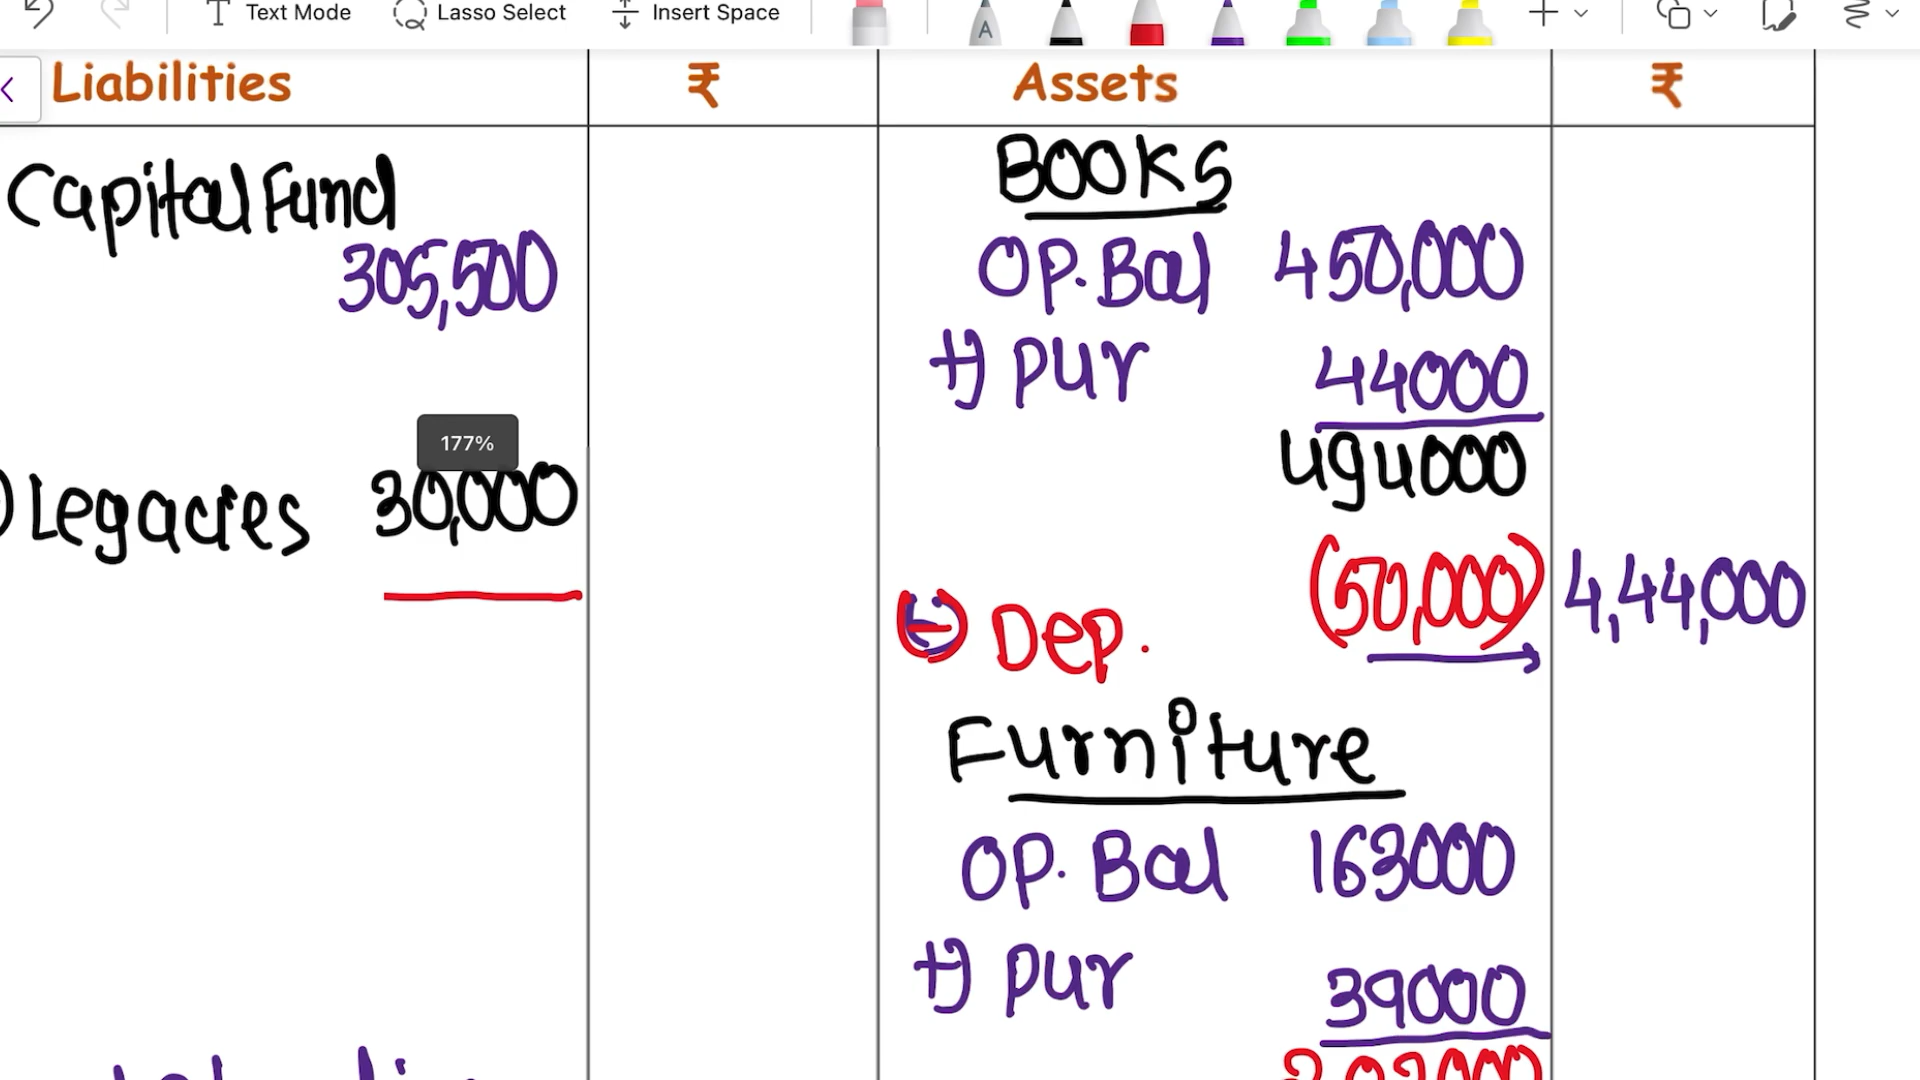 Text Mode Lasso Select Insert Space
A
Liabilities ₹ Assets ₹
Capital Fund
305,500
177%
Legacies 30,000
BOOKS
OP. Bal 450,000
+) pur 44000
494000
(-) Dep. (50,000) 4,44,000
Furniture
OP. Bal 163000
+) pur 39000